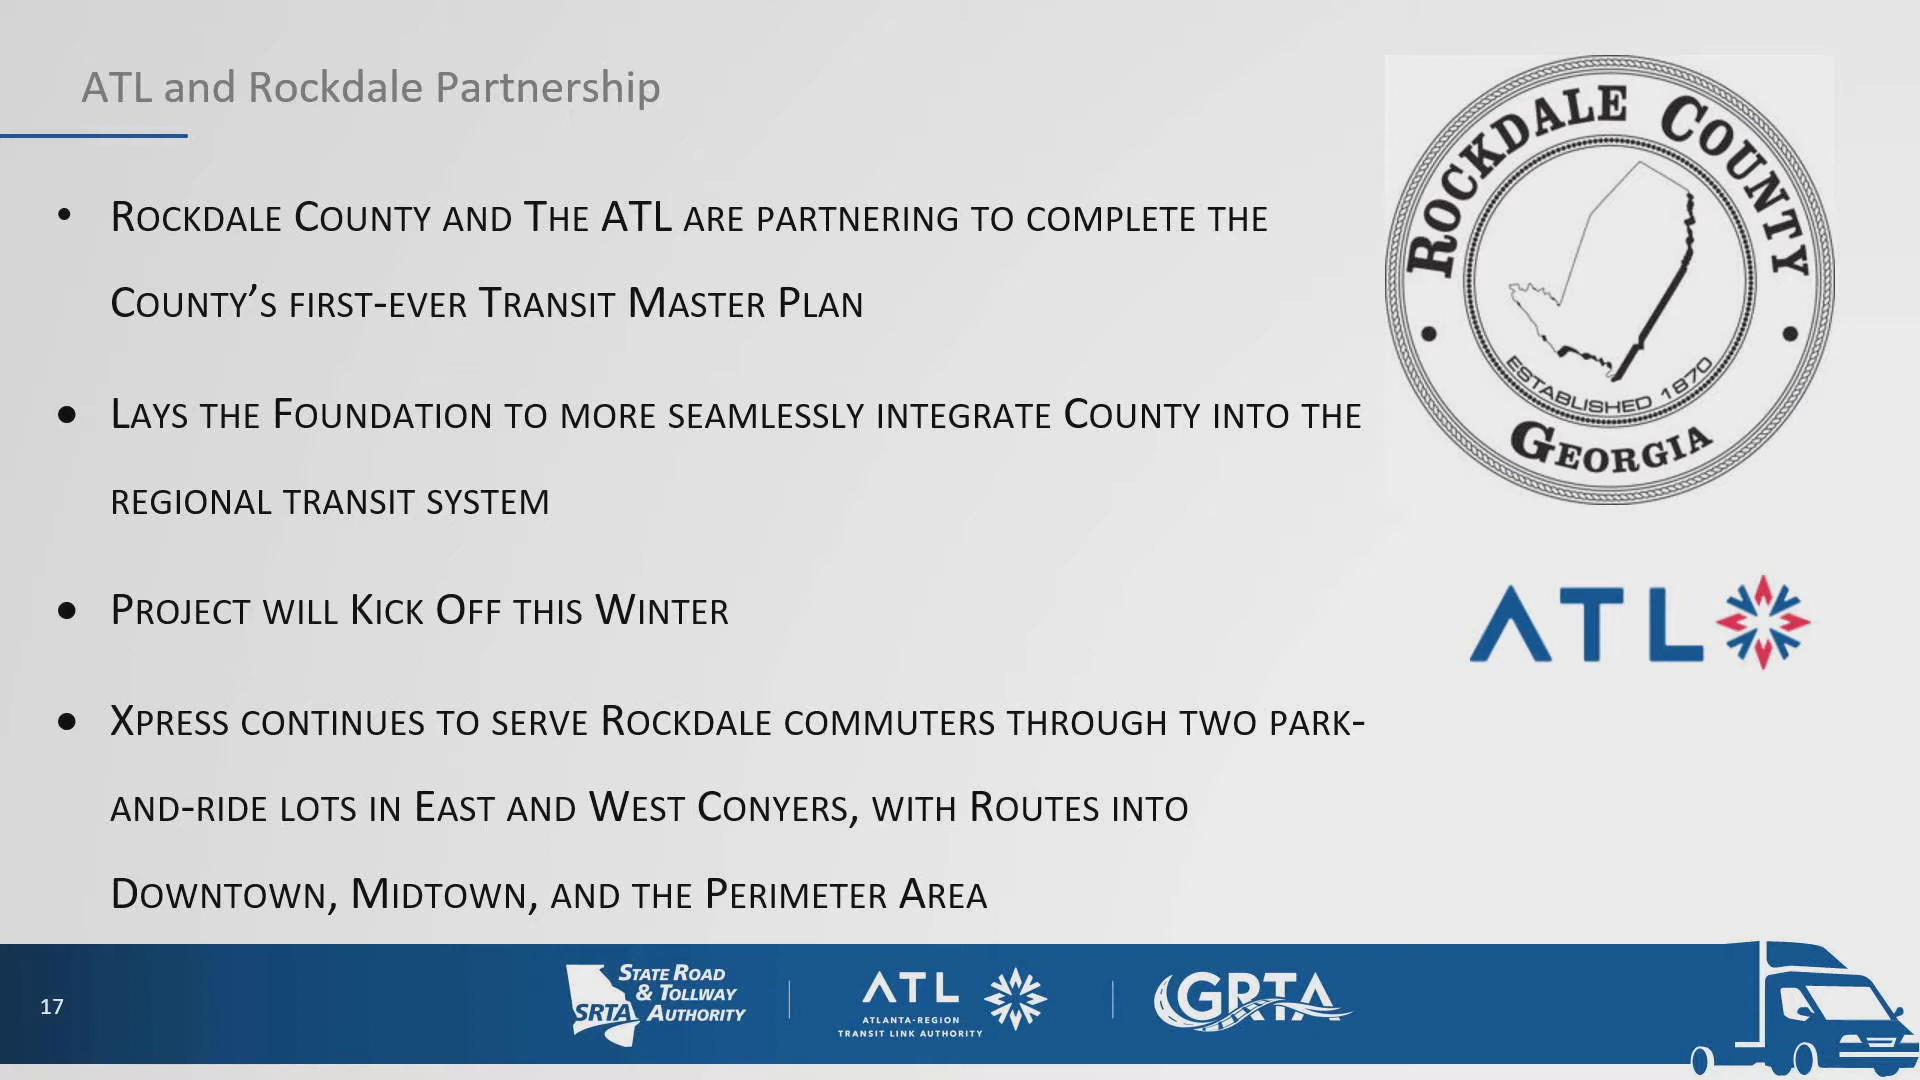 ATL and Rockdale Partnership
• Rockdale County and The ATL are partnering to complete the
County’s first-ever Transit Master Plan
• Lays the Foundation to more seamlessly integrate County into the
regional transit system
• Project will Kick Off this Winter
• Xpress continues to serve Rockdale commuters through two park-
and-ride lots in East and West Conyers, with Routes into
Downtown, Midtown, and the Perimeter Area
ROCKDALE COUNTY
ESTABLISHED 1870
GEORGIA
ATL
17
STATE ROAD
& TOLLWAY
SRTA AUTHORITY
ATL
ATLANTA-REGION
TRANSIT LINK AUTHORITY
GRTA